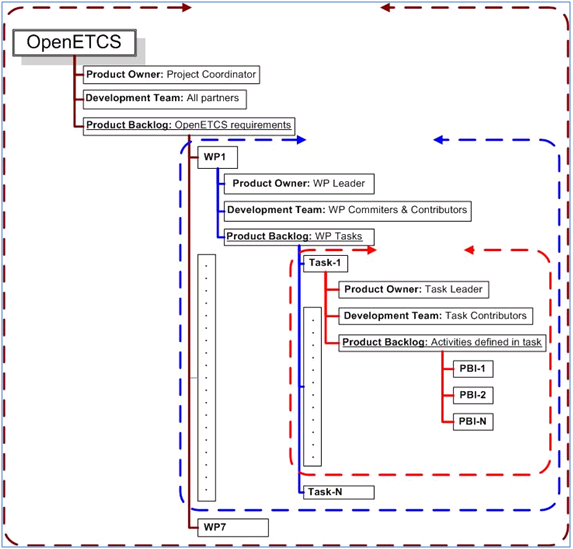 OpenETCS
Product Owner: Project Coordinator
Development Team: All partners
Product Backlog: OpenETCS requirements
WP1
Product Owner: WP Leader
Development Team: WP Commiters & Contributors
Product Backlog: WP Tasks
Task-1
Product Owner: Task Leader
Development Team: Task Contributors
Product Backlog: Activities defined in task
PBI-1
PBI-2
PBI-N
Task-N
WP7